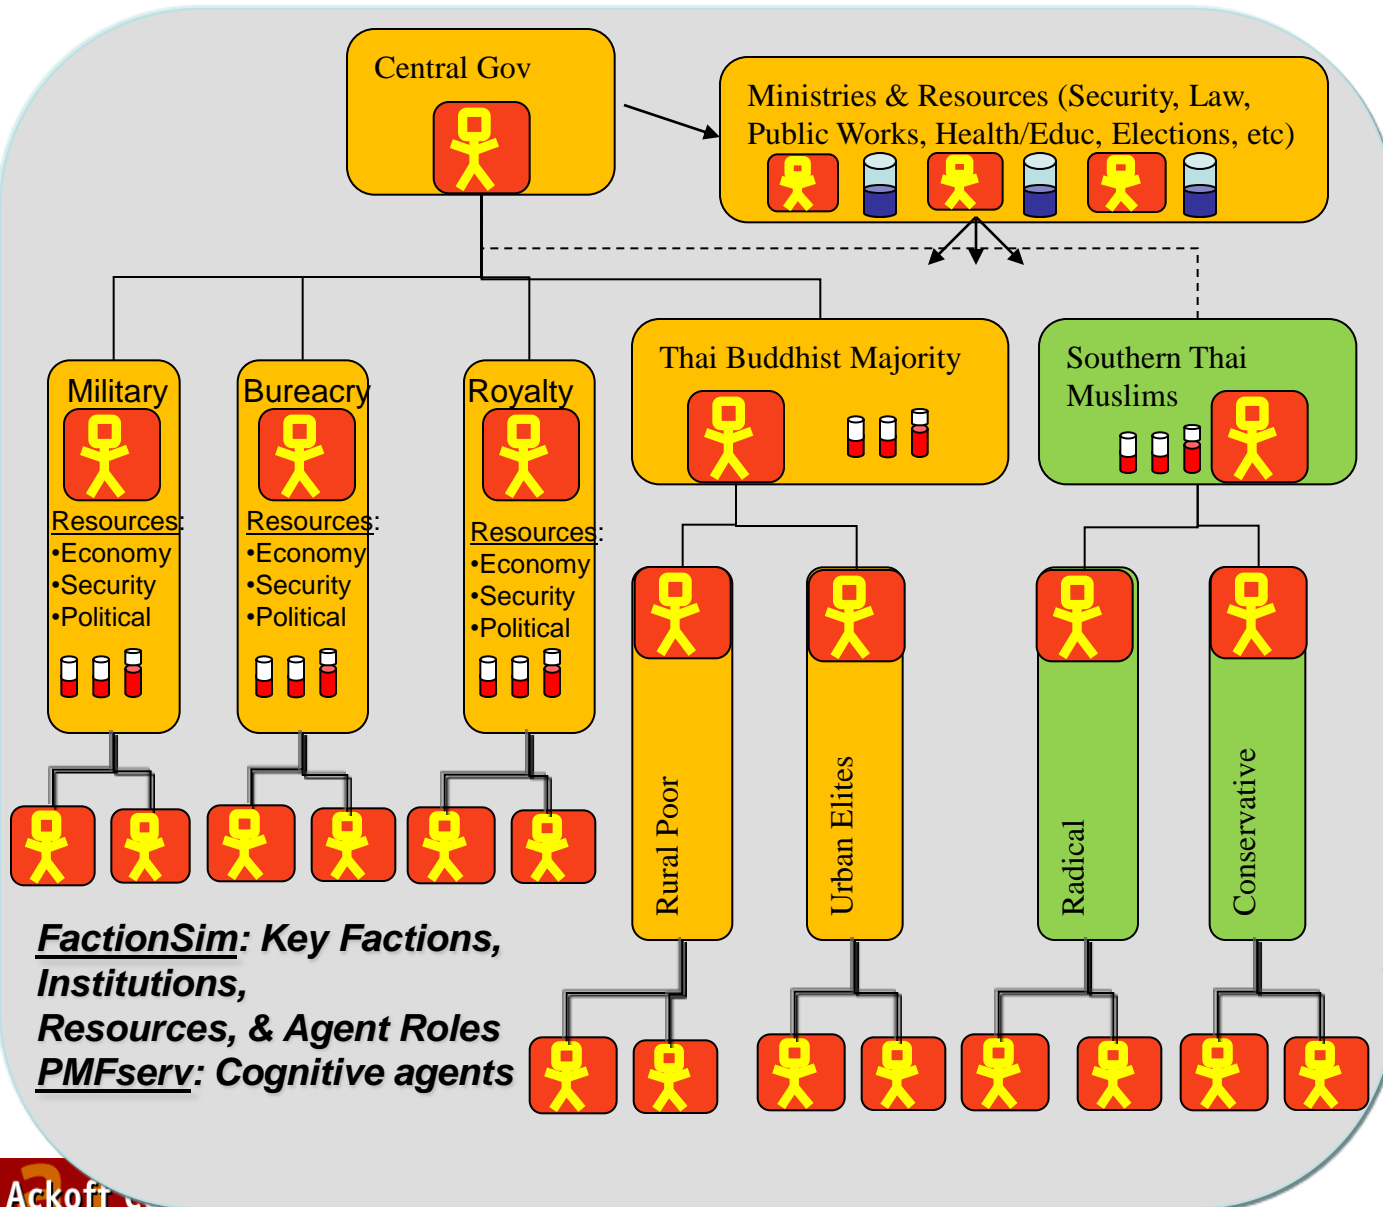 Central Gov
Ministries & Resources (Security, Law,
Public Works, Health/Educ, Elections, etc)
Military
Resources:
•Economy
•Security
•Political
Bureacry
Resources:
•Economy
•Security
•Political
Royalty
Resources:
•Economy
•Security
•Political
Thai Buddhist Majority
Southern Thai
Muslims
Rural Poor
Urban Elites
Radical
Conservative
FactionSim: Key Factions,
Institutions,
Resources, & Agent Roles
PMFserv: Cognitive agents
Ackoff